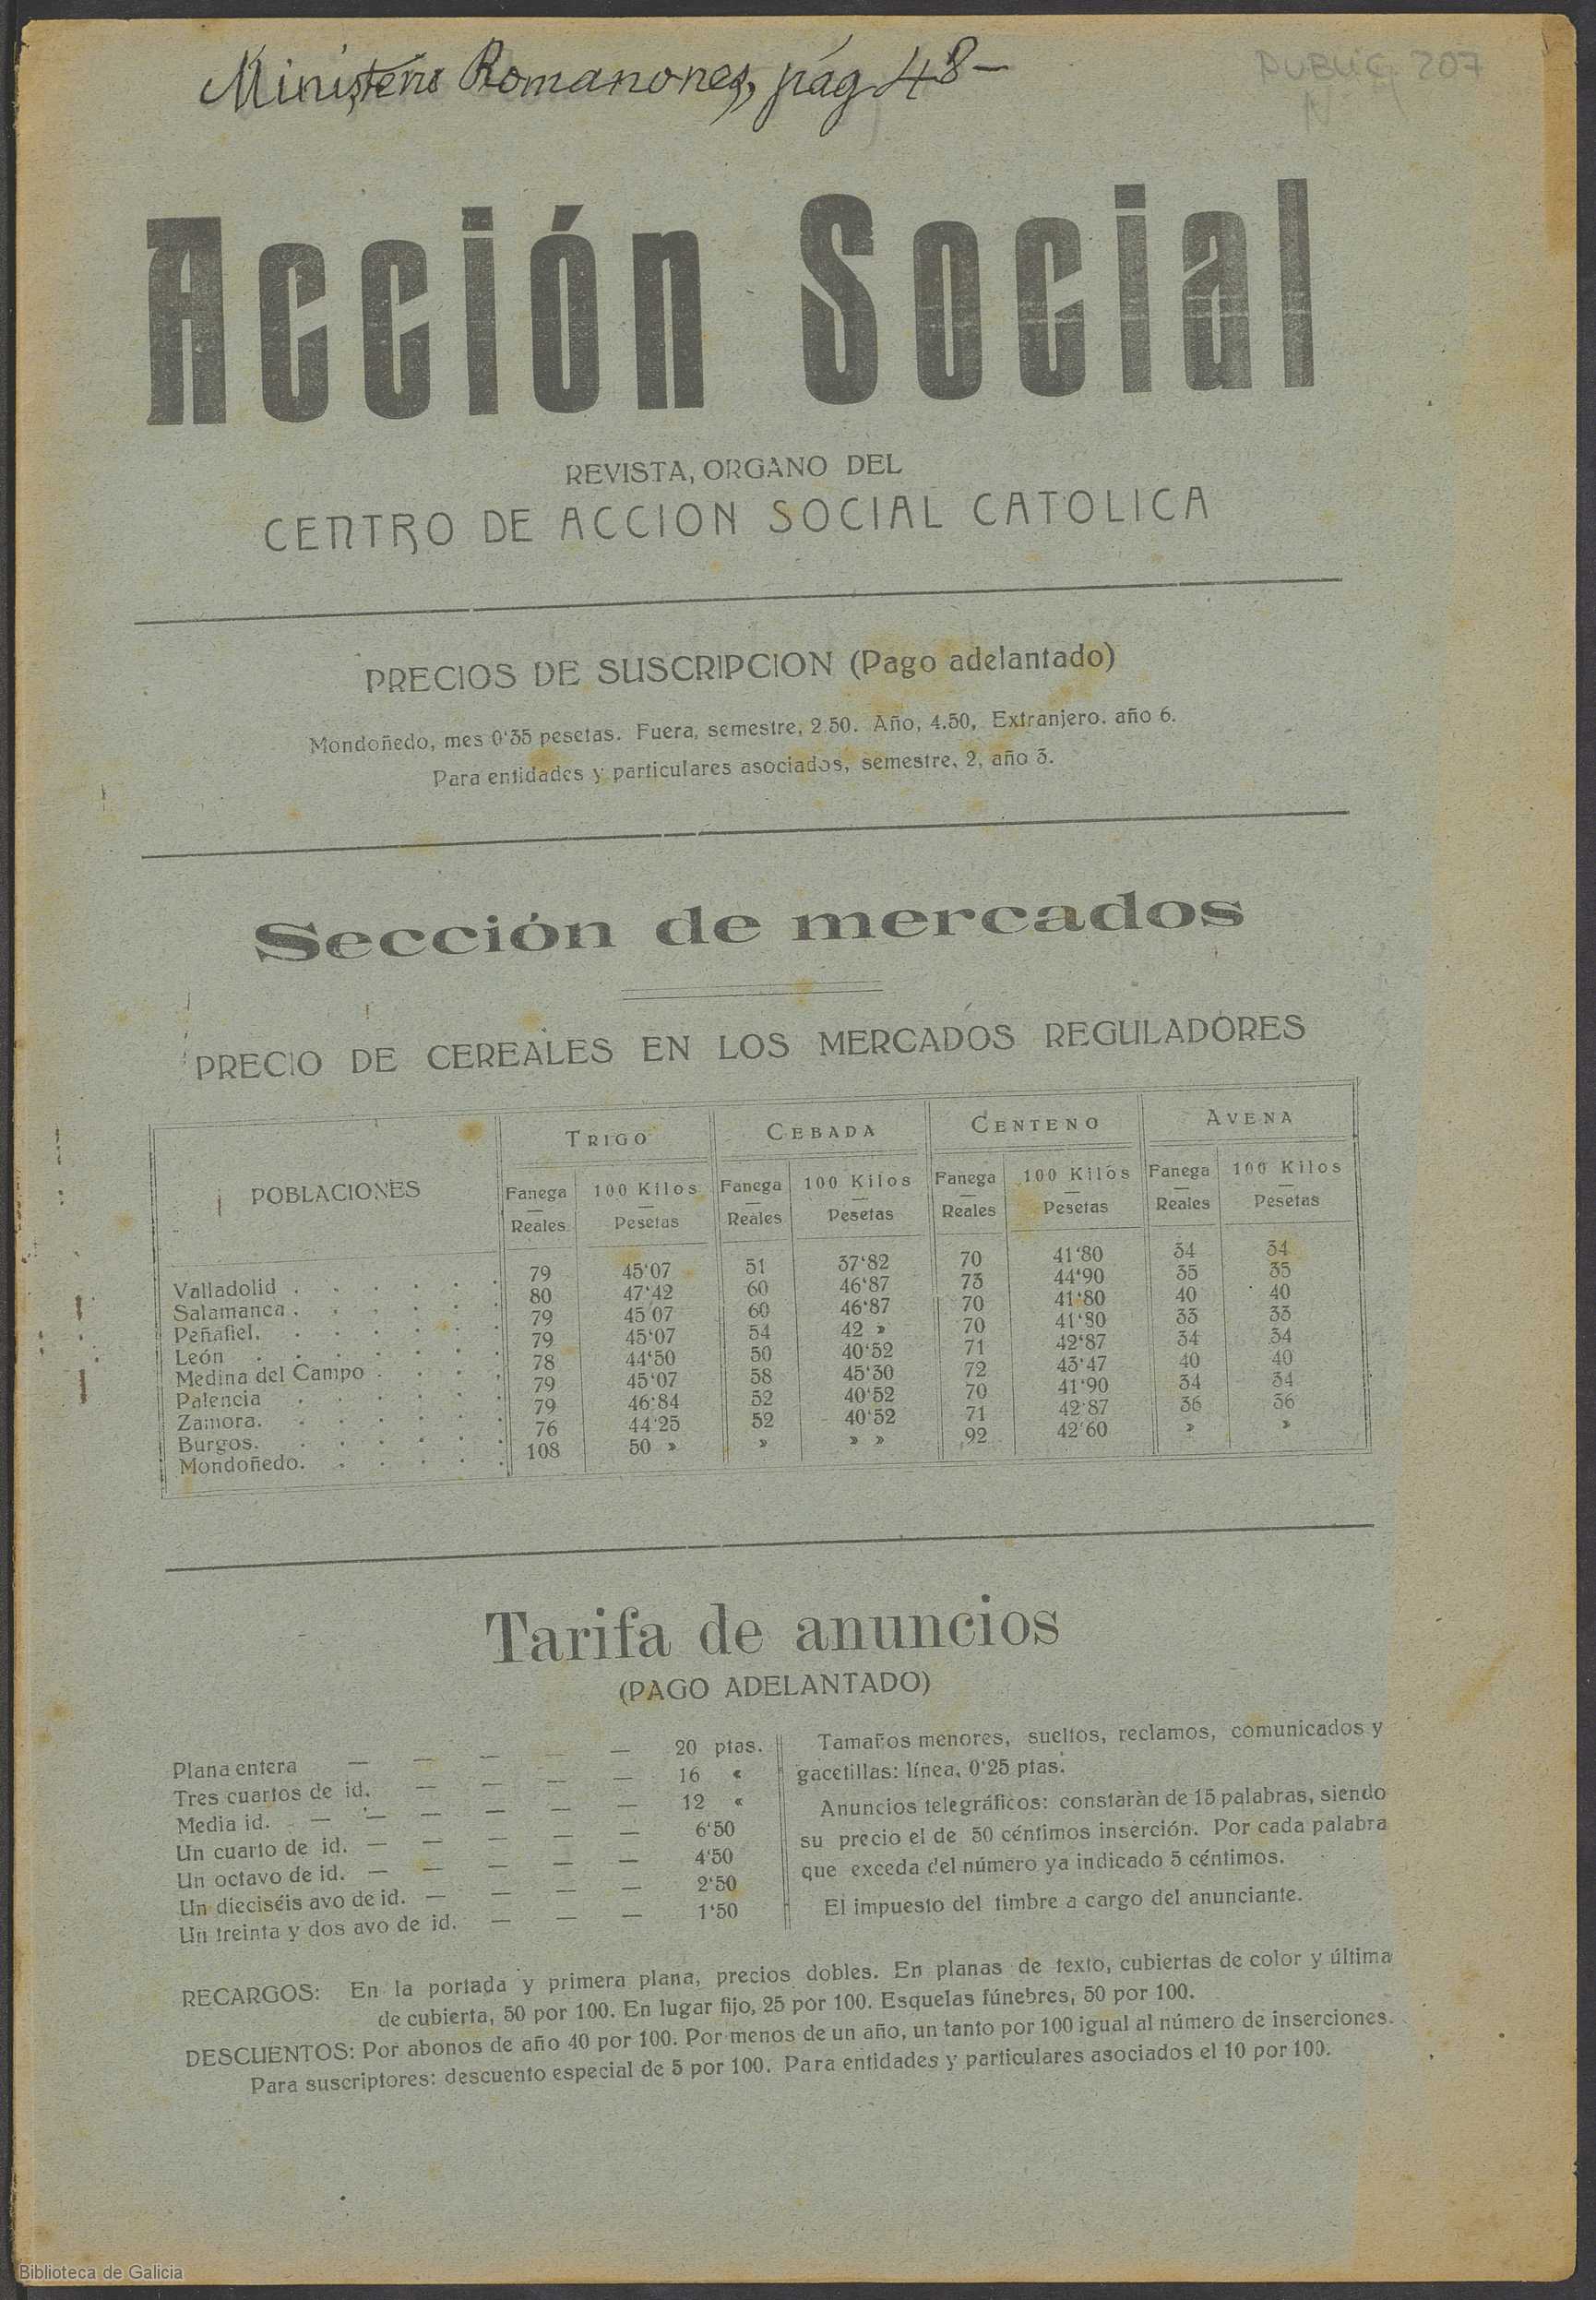 Ministerio Romanones, pág 48-
PUBLIC 207
Acción Social
REVISTA, ORGANO DEL
CENTRO DE ACCION SOCIAL CATOLICA
PRECIOS DE SUSCRIPCION (Pago adelantado)
Mondoñedo, mes 0'35 pesetas. Fuera, semestre, 2.50. Año, 4.50, Extranjero. año 6.
Para entidades y particulares asociados, semestre, 2, año 3.
Sección de mercados
PRECIO DE CEREALES EN LOS MERCADOS REGULADORES
POBLACIONES TRIGO CEBADA CENTENO AVENA
Fanega — Reales 100 Kilos — Pesetas Fanega — Reales 100 Kilos — Pesetas Fanega — Reales 100 Kilos — Pesetas Fanega — Reales 100 Kilos — Pesetas
Valladolid . . . . . . 79 45'07 51 37'82 70 41'80 34 34
Salamanca . . . . . . 80 47'42 60 46'87 73 44'90 35 35
Peñafiel. . . . . . 79 45'07 60 46'87 70 41'80 40 40
León . . . . . . 79 45'07 54 42 » 70 41'80 33 33
Medina del Campo . . . . 78 44'50 50 40'52 71 42'87 34 34
Palencia . . . . . 79 45'07 58 45'30 72 43'47 40 40
Zamora. . . . . . 79 46'84 52 40'52 70 41'90 34 34
Burgos. . . . . . 76 44'25 52 40'52 71 42'87 36 36
Mondoñedo. . . . . . 108 50 » » » » 92 42'60 » »
Tarifa de anuncios
(PAGO ADELANTADO)
Plana entera — — — — — 20 ptas.
Tres cuartos de id. — — — — 16 «
Media id. — — — — — — 12 «
Un cuarto de id. — — — — — 6'50
Un octavo de id. — — — — — 4'50
Un dieciséis avo de id. — — — — 2'50
Un treinta y dos avo de id. — — — 1'50
Tamaños menores, sueltos, reclamos, comunicados y
gacetillas: línea, 0'25 ptas.
Anuncios telegráficos: constaràn de 15 palabras, siendo
su precio el de 50 céntimos inserción. Por cada palabra
que exceda del número ya indicado 5 céntimos.
El impuesto del timbre a cargo del anunciante.
RECARGOS: En la portada y primera plana, precios dobles. En planas de texto, cubiertas de color y última
de cubierta, 50 por 100. En lugar fijo, 25 por 100. Esquelas fúnebres, 50 por 100.
DESCUENTOS: Por abonos de año 40 por 100. Por menos de un año, un tanto por 100 igual al número de inserciones.
Para suscriptores: descuento especial de 5 por 100. Para entidades y particulares asociados el 10 por 100.
Biblioteca de Galicia